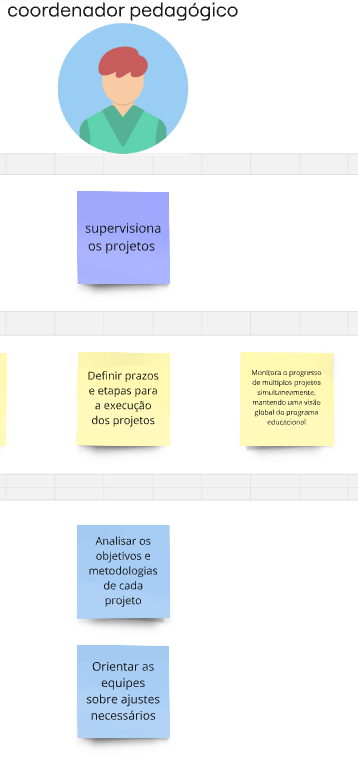 coordenador pedagógico
supervisiona
os projetos
Definir prazos
e etapas para
a execução
dos projetos
Monitora o progresso
de múltiplos projetos
simultaneamente,
mantendo uma visão
global do programa
educacional
Analisar os
objetivos e
metodologias
de cada
projeto
Orientar as
equipes
sobre ajustes
necessários